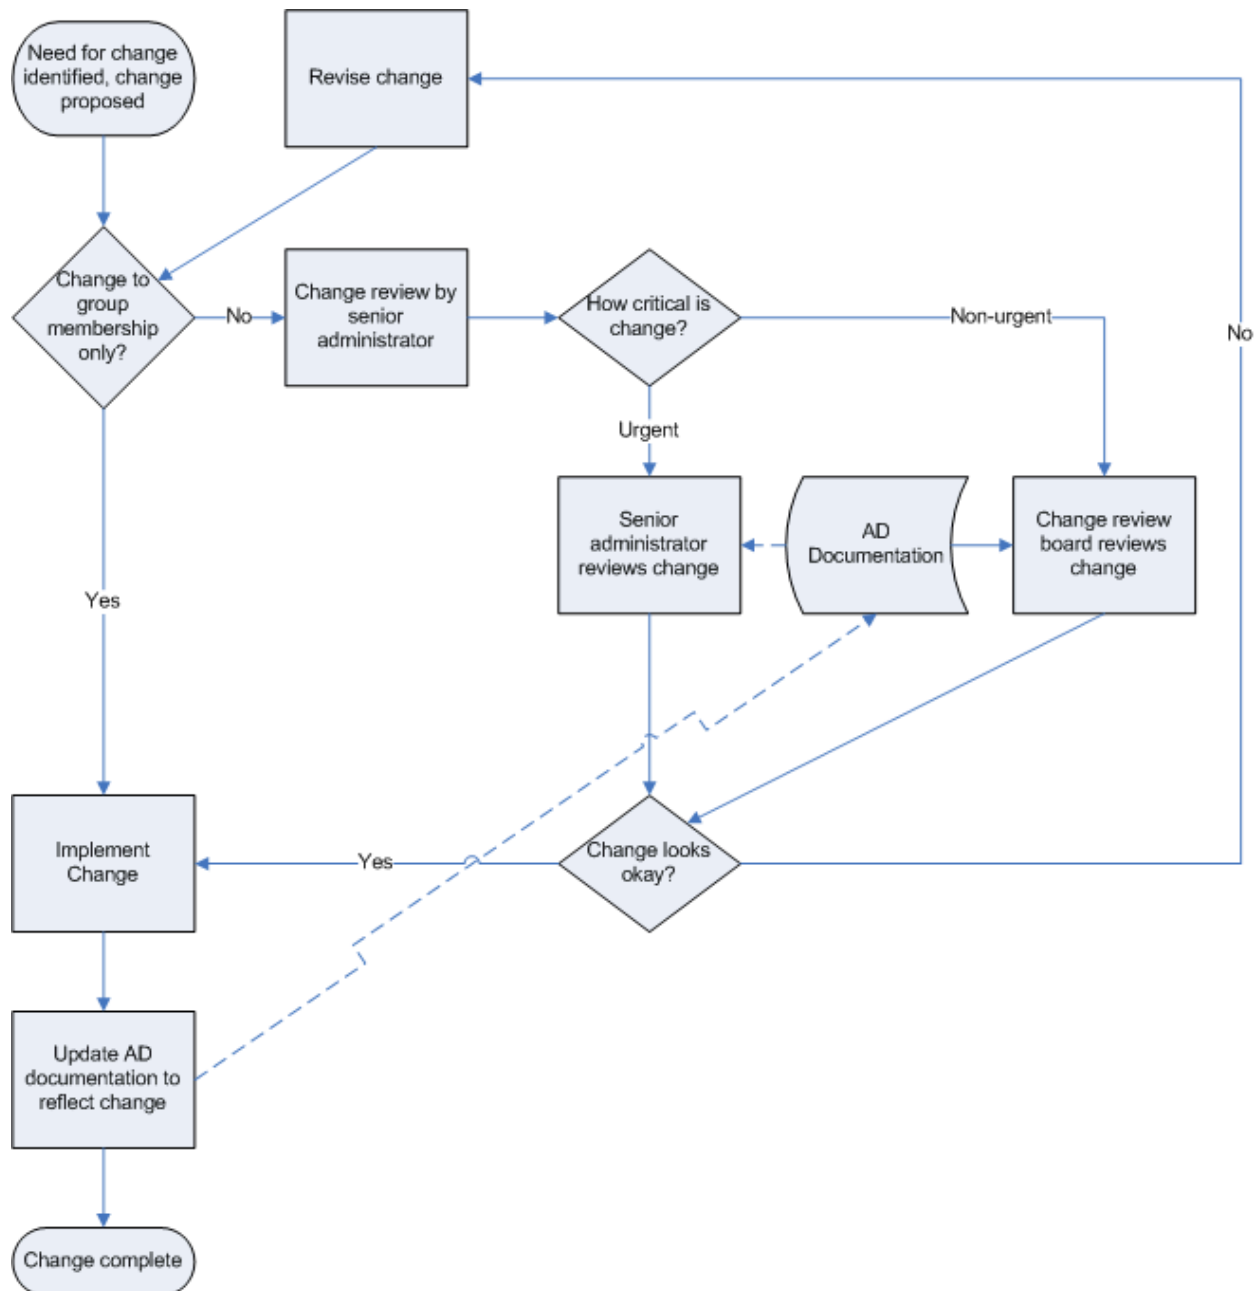 Need for change
identified, change
proposed
Revise change
Change to
group
membership
only?
No
Change review by
senior
administrator
How critical is
change?
Non-urgent
No
Urgent
Senior
administrator
reviews change
AD
Documentation
Change review
board reviews
change
Yes
Implement
Change
Yes
Change looks
okay?
Update AD
documentation to
reflect change
Change complete